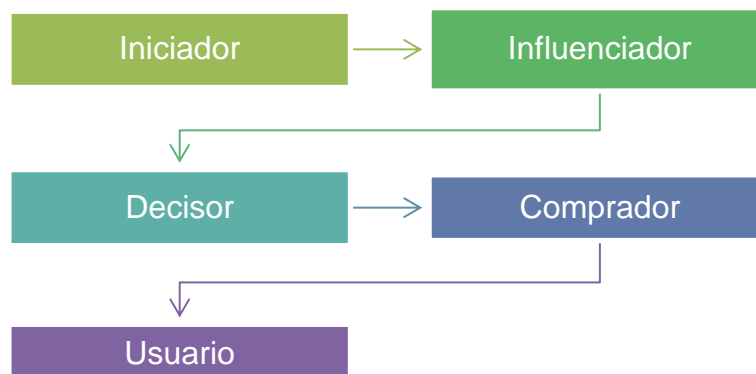 Iniciador
Influenciador
Decisor
Comprador
Usuario